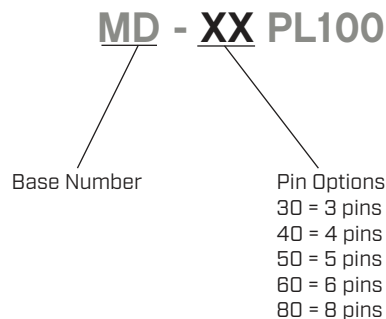 MD - XX PL100
Base Number
Pin Options
30 = 3 pins
40 = 4 pins
50 = 5 pins
60 = 6 pins
80 = 8 pins